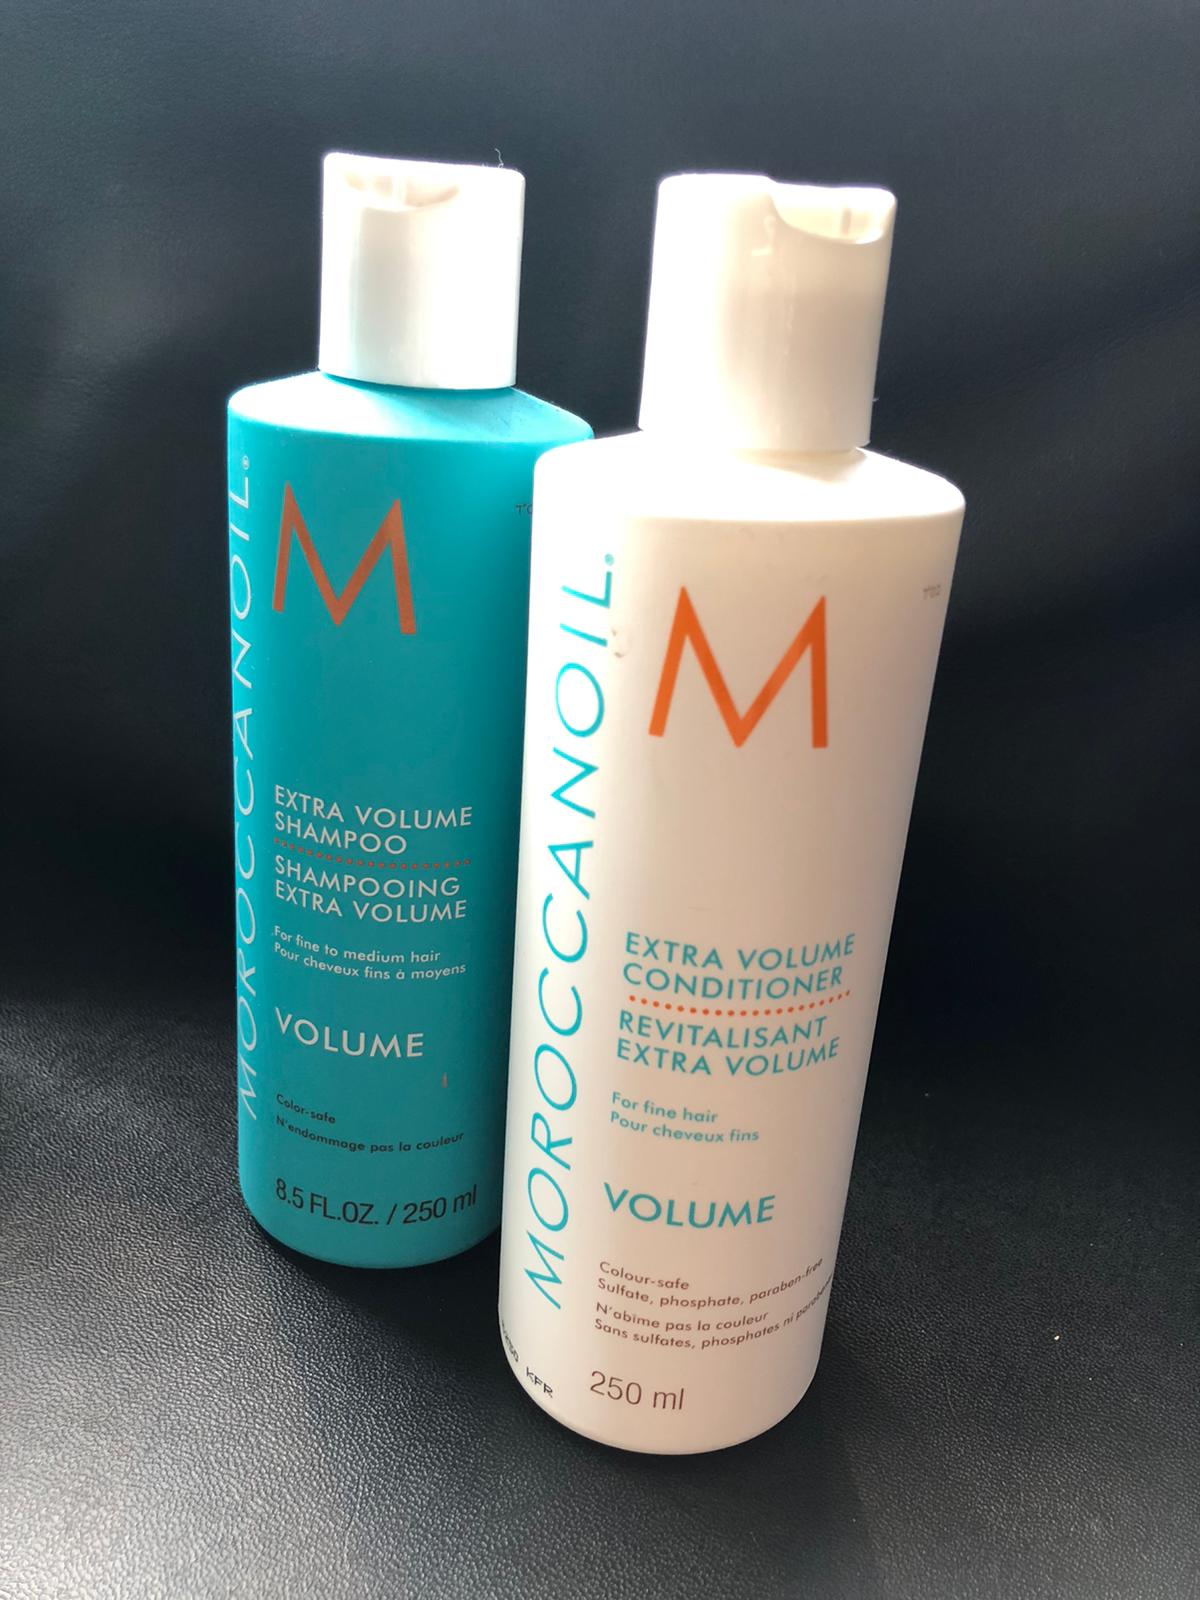 MOROCCANOIL®
M
EXTRA VOLUME
SHAMPOO
SHAMPOOING
EXTRA VOLUME
For fine to medium hair
Pour cheveux fins à moyens
VOLUME
Color-safe
N'endommage pas la couleur
8.5 FL.OZ. / 250 ml
MOROCCANOIL®
M
EXTRA VOLUME
CONDITIONER
REVITALISANT
EXTRA VOLUME
For fine hair
Pour cheveux fins
VOLUME
Colour-safe
Sulfate, phosphate, paraben-free
N'abîme pas la couleur
Sans sulfates, phosphates ni
KFR
250 ml